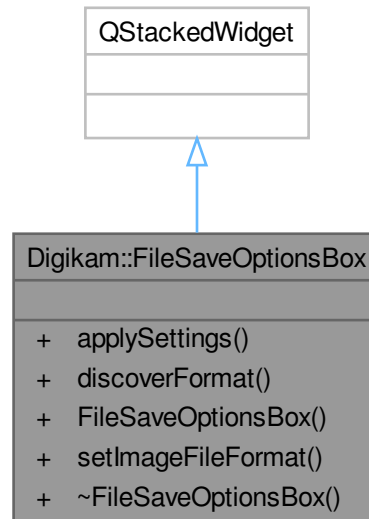 QStackedWidget
Digikam::FileSaveOptionsBox
+ applySettings()
+ discoverFormat()
+ FileSaveOptionsBox()
+ setImageFileFormat()
+ ~FileSaveOptionsBox()